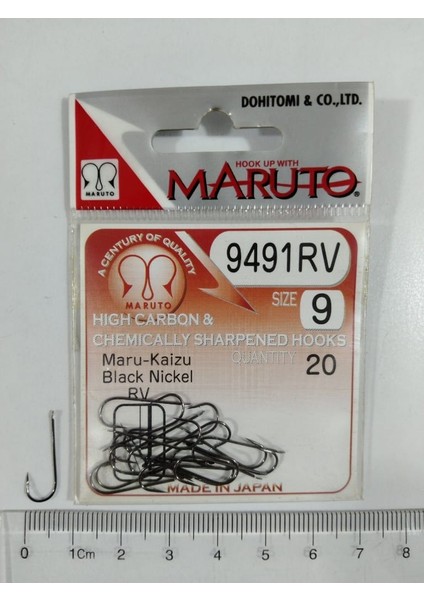 DOHITOMI & CO.,LTD.
HOOK UP WITH
MARUTO®
MARUTO
A CENTURY OF QUALITY
MARUTO
9491RV
SIZE 9
HIGH CARBON &
CHEMICALLY SHARPENED HOOKS
QUANTITY 20
Maru-Kaizu
Black Nickel
RV
MADE IN JAPAN
0 1Cm 2 3 4 5 6 7 8